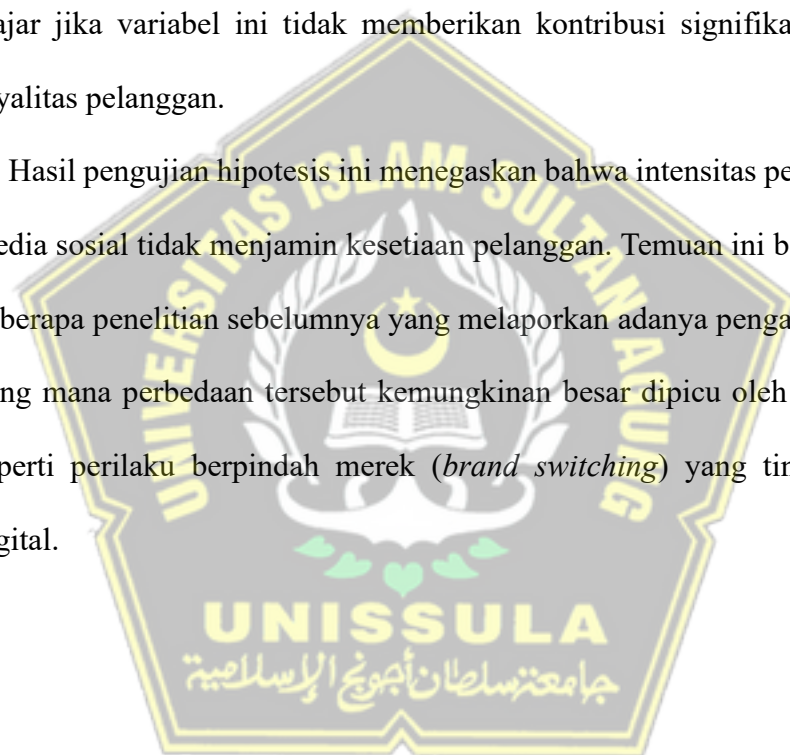 ajar jika variabel ini tidak memberikan kontribusi signifika
yalitas pelanggan.
Hasil pengujian hipotesis ini menegaskan bahwa intensitas pe
edia sosial tidak menjamin kesetiaan pelanggan. Temuan ini b
berapa penelitian sebelumnya yang melaporkan adanya penga
ng mana perbedaan tersebut kemungkinan besar dipicu oleh
perti perilaku berpindah merek (brand switching) yang tin
gital.
UNIVERSITAS ISLAM SULTAN AGUNG
UNISSULA
جامعتنسلطان أجونج الإسلامية